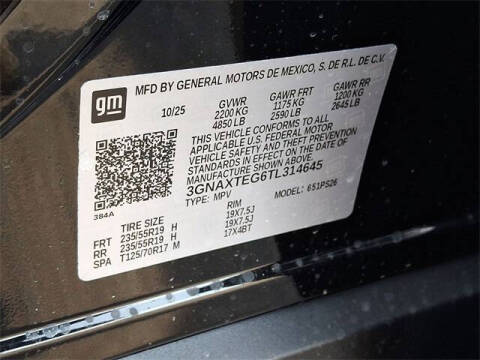 gm
MFD BY GENERAL MOTORS DE MEXICO, S. DE R.L. DE C.V.
10/25 GVWR GAWR FRT GAWR RR
2200 KG 1175 KG 1200 KG
4850 LB 2590 LB 2645 LB
THIS VEHICLE CONFORMS TO ALL
APPLICABLE U.S. FEDERAL MOTOR
VEHICLE SAFETY AND THEFT PREVENTION
STANDARDS IN EFFECT ON THE DATE OF
MANUFACTURE SHOWN ABOVE.
3GNAXTEG6TL314645
384A
TYPE: MPV MODEL: 651PS26
TIRE SIZE RIM
FRT 235/55R19 H 19X7.5J
RR 235/55R19 H 19X7.5J
SPA T125/70R17 M 17X4BT